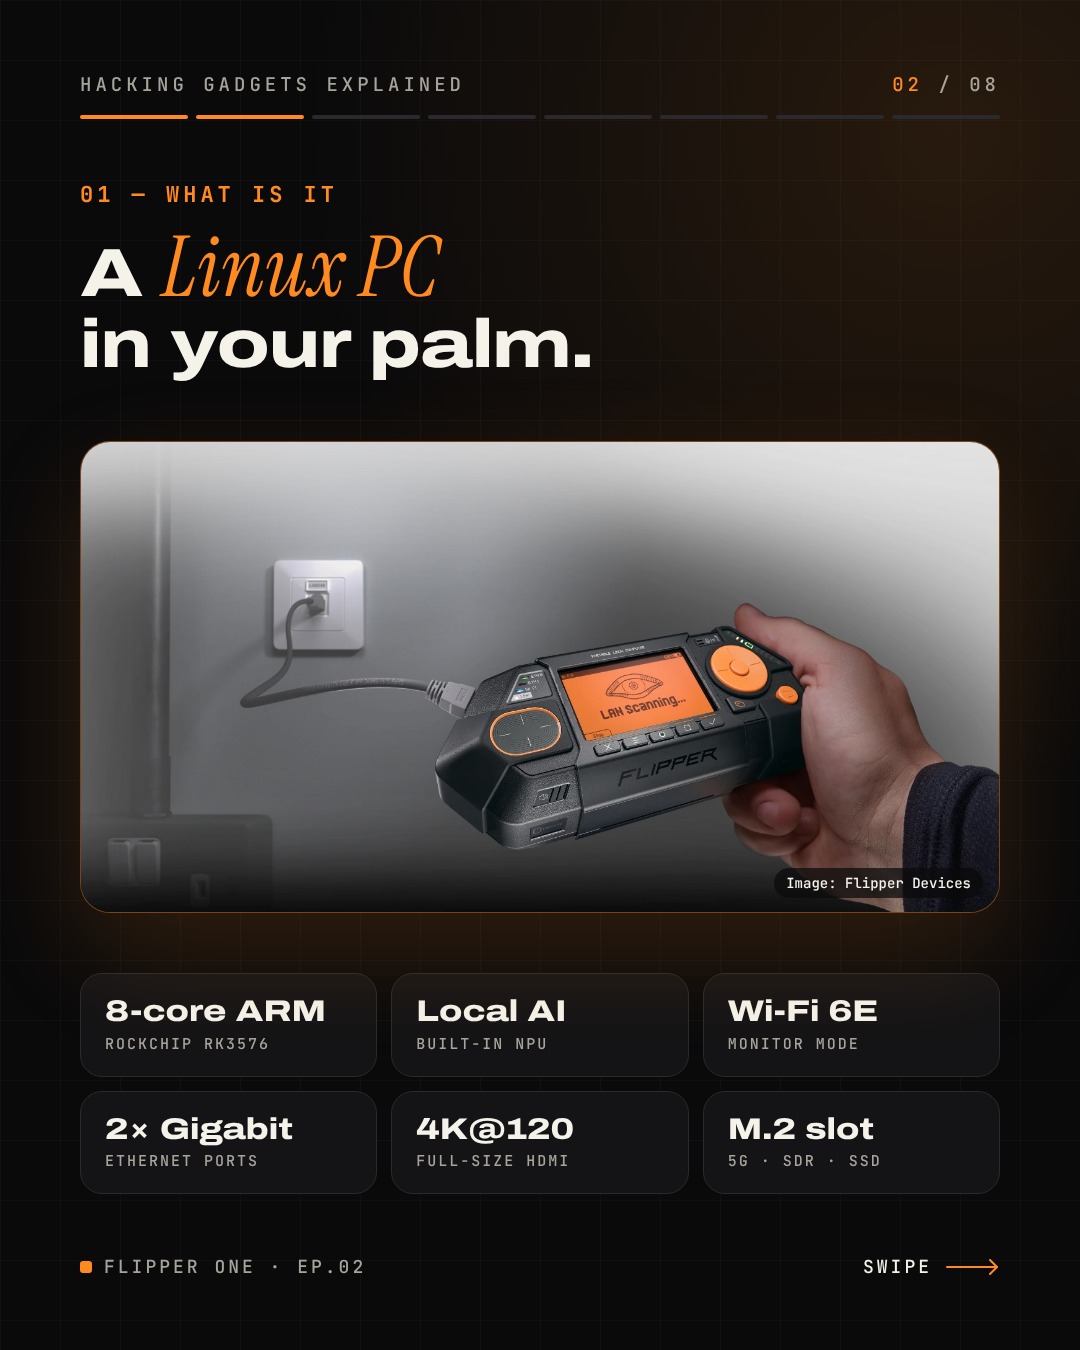 HACKING GADGETS EXPLAINED
02 / 08
01 — WHAT IS IT
A Linux PC
in your palm.
LAN Scanning...
FLIPPER
Image: Flipper Devices
8-core ARM
ROCKCHIP RK3576
Local AI
BUILT-IN NPU
Wi-Fi 6E
MONITOR MODE
2× Gigabit
ETHERNET PORTS
4K@120
FULL-SIZE HDMI
M.2 slot
5G · SDR · SSD
FLIPPER ONE · EP.02
SWIPE